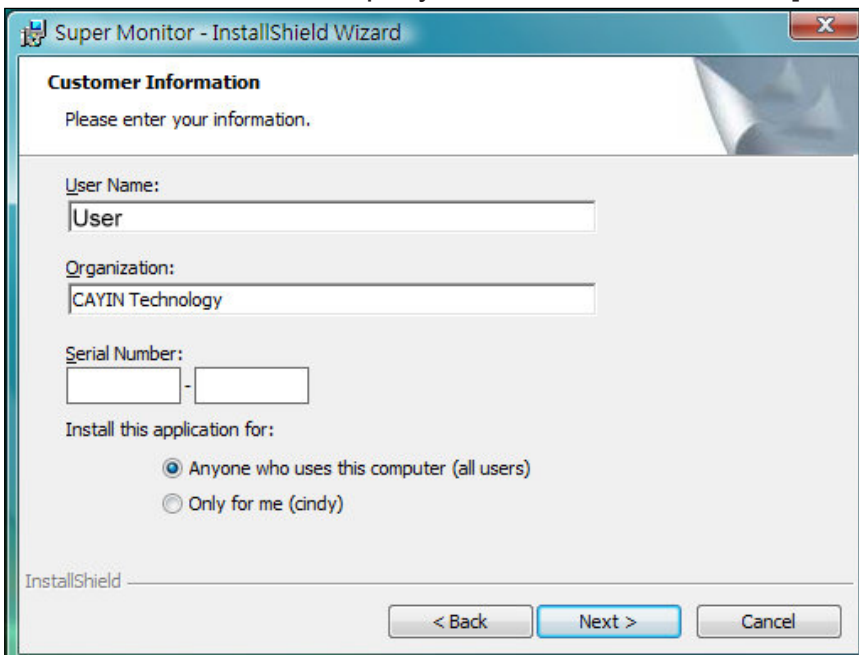 Super Monitor - InstallShield Wizard
Customer Information
Please enter your information.
User Name:
User
Organization:
CAYIN Technology
Serial Number:
-
Install this application for:
Anyone who uses this computer (all users)
Only for me (cindy)
InstallShield
< Back Next > Cancel